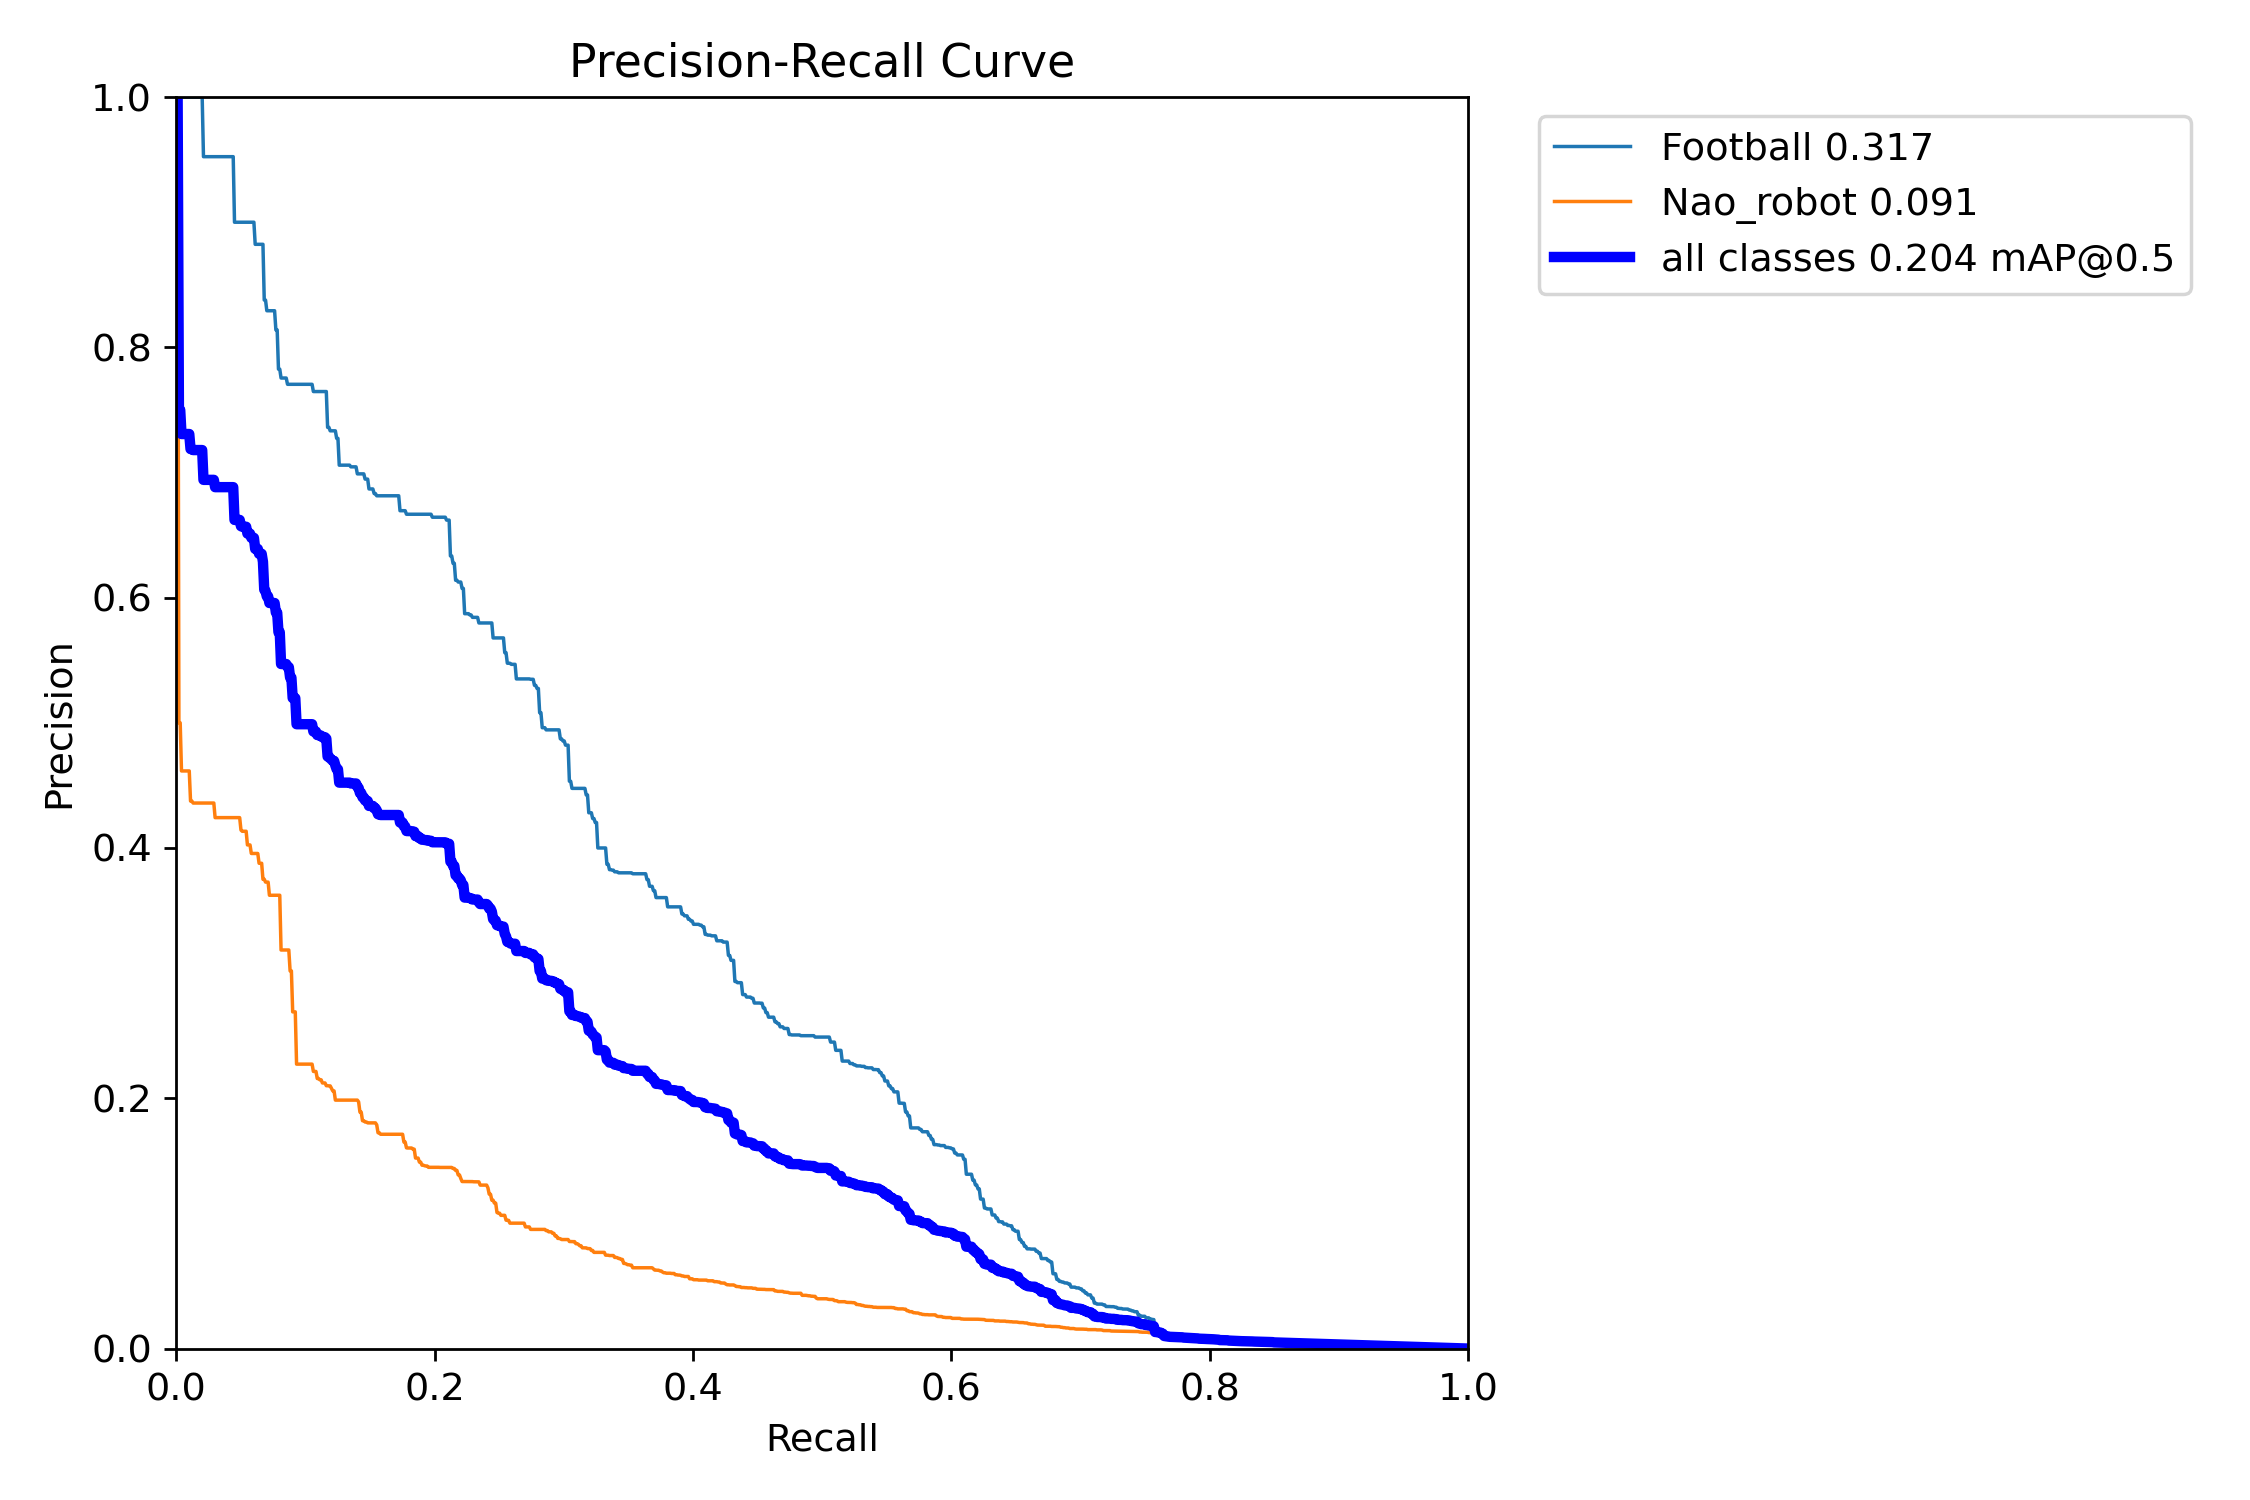 Precision-Recall Curve
1.0
0.8
0.6
0.4
0.2
0.0
Precision
0.0 0.2 0.4 0.6 0.8 1.0
Recall
Football 0.317
Nao_robot 0.091
all classes 0.204 mAP@0.5